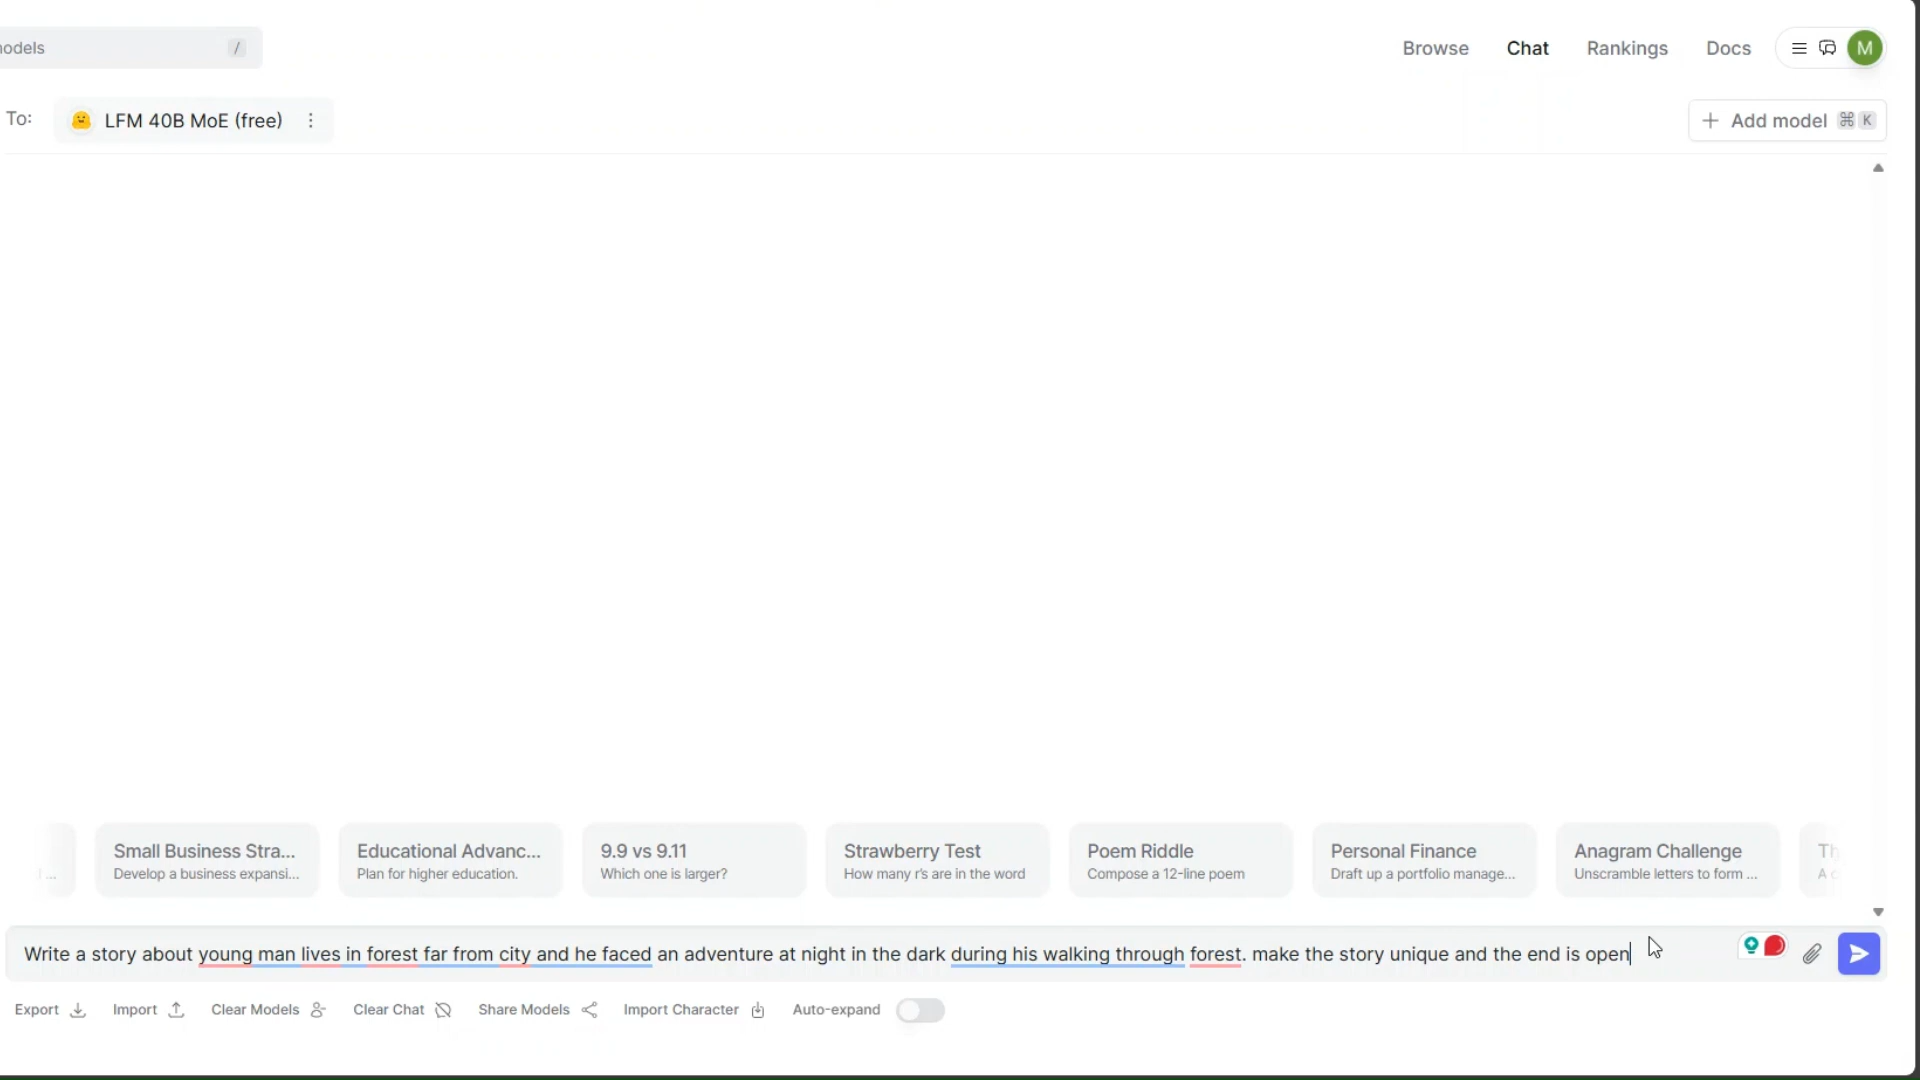 models /
Browse
Chat
Rankings
Docs
M
To:
LFM 40B MoE (free)
Add model ⌘ K
Small Business Stra...
Develop a business expansi...
Educational Advanc...
Plan for higher education.
9.9 vs 9.11
Which one is larger?
Strawberry Test
How many r's are in the word
Poem Riddle
Compose a 12-line poem
Personal Finance
Draft up a portfolio manage...
Anagram Challenge
Unscramble letters to form ...
Write a story about young man lives in forest far from city and he faced an adventure at night in the dark during his walking through forest. make the story unique and the end is open
Export
Import
Clear Models
Clear Chat
Share Models
Import Character
Auto-expand